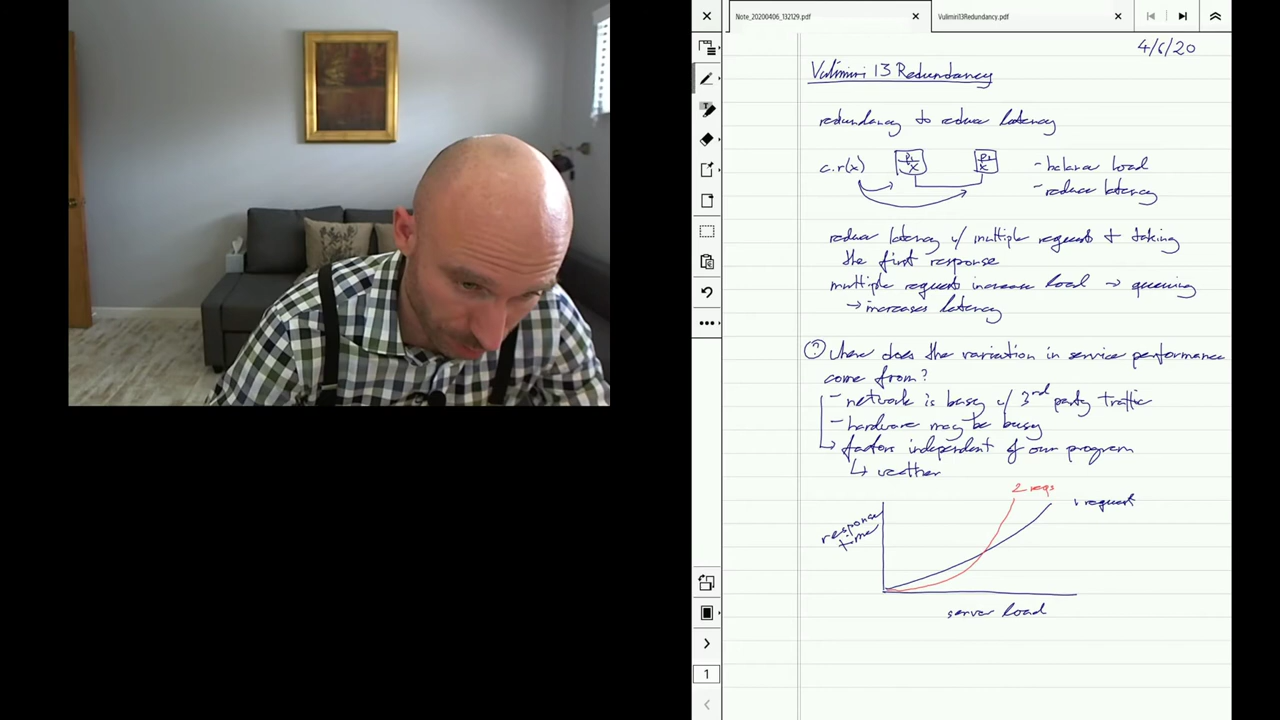 Note_20200406_132129.pdf
Vulimiri13Redundancy.pdf
4/6/20
Vulimiri 13 Redundancy
redundancy to reduce latency
c.r(x) P1 X P2 X - balance load
- reduce latency
reduce latency w/ multiple requests + taking
the first response
multiple requests increase load → queuing
→ increases latency
? where does the variation in service performance
come from?
- network is busy w/ 3rd party traffic
- hardware may be busy
→ factors independent of our program
↳ weather
2 reqs
1 request
response
time
server load
1